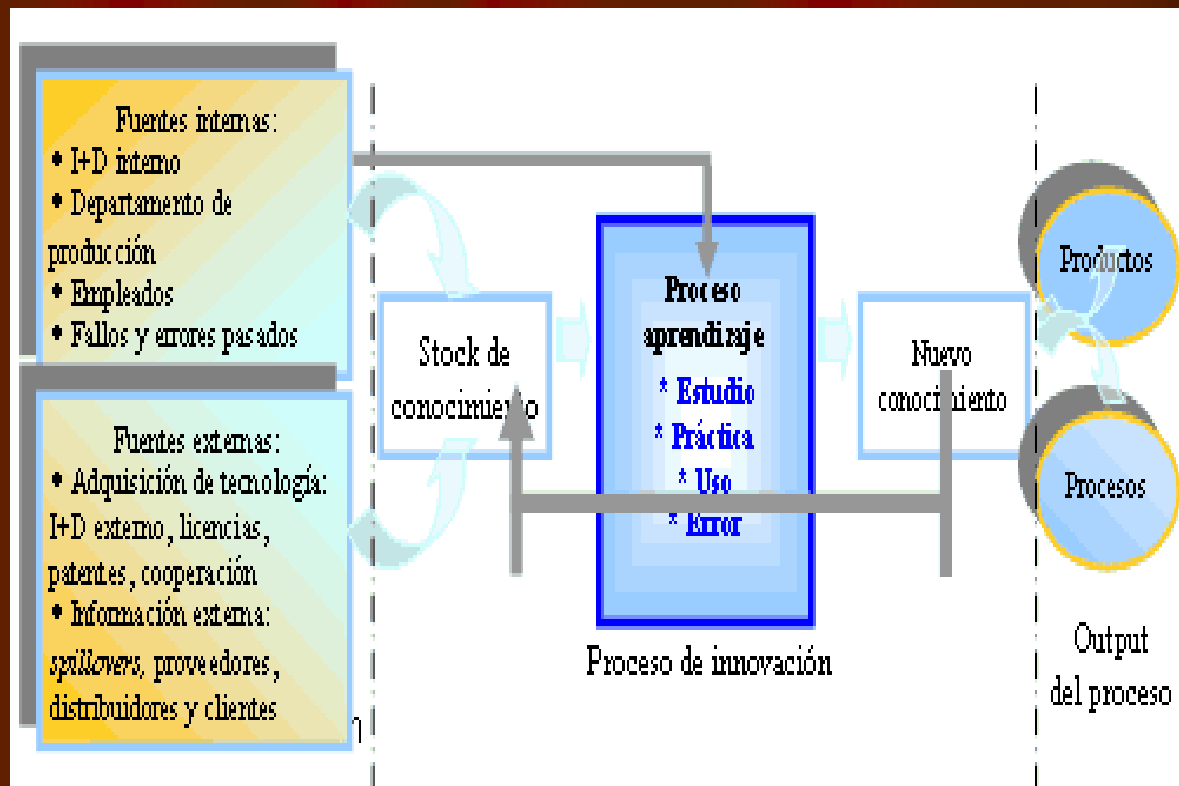 Fuentes internas:
• I+D interno
• Departamento de
producción
• Empleados
• Fallos y errores pasados
Fuentes externas:
• Adquisición de tecnología:
I+D externo, licencias,
patentes, cooperación
• Información externa:
spillovers, proveedores,
distribuidores y clientes
Stock de
conocimiento
Proceso
aprendizaje
* Estudio
* Práctica
* Uso
* Error
Proceso de innovación
Nuevo
conocimiento
Productos
Procesos
Output
del proceso